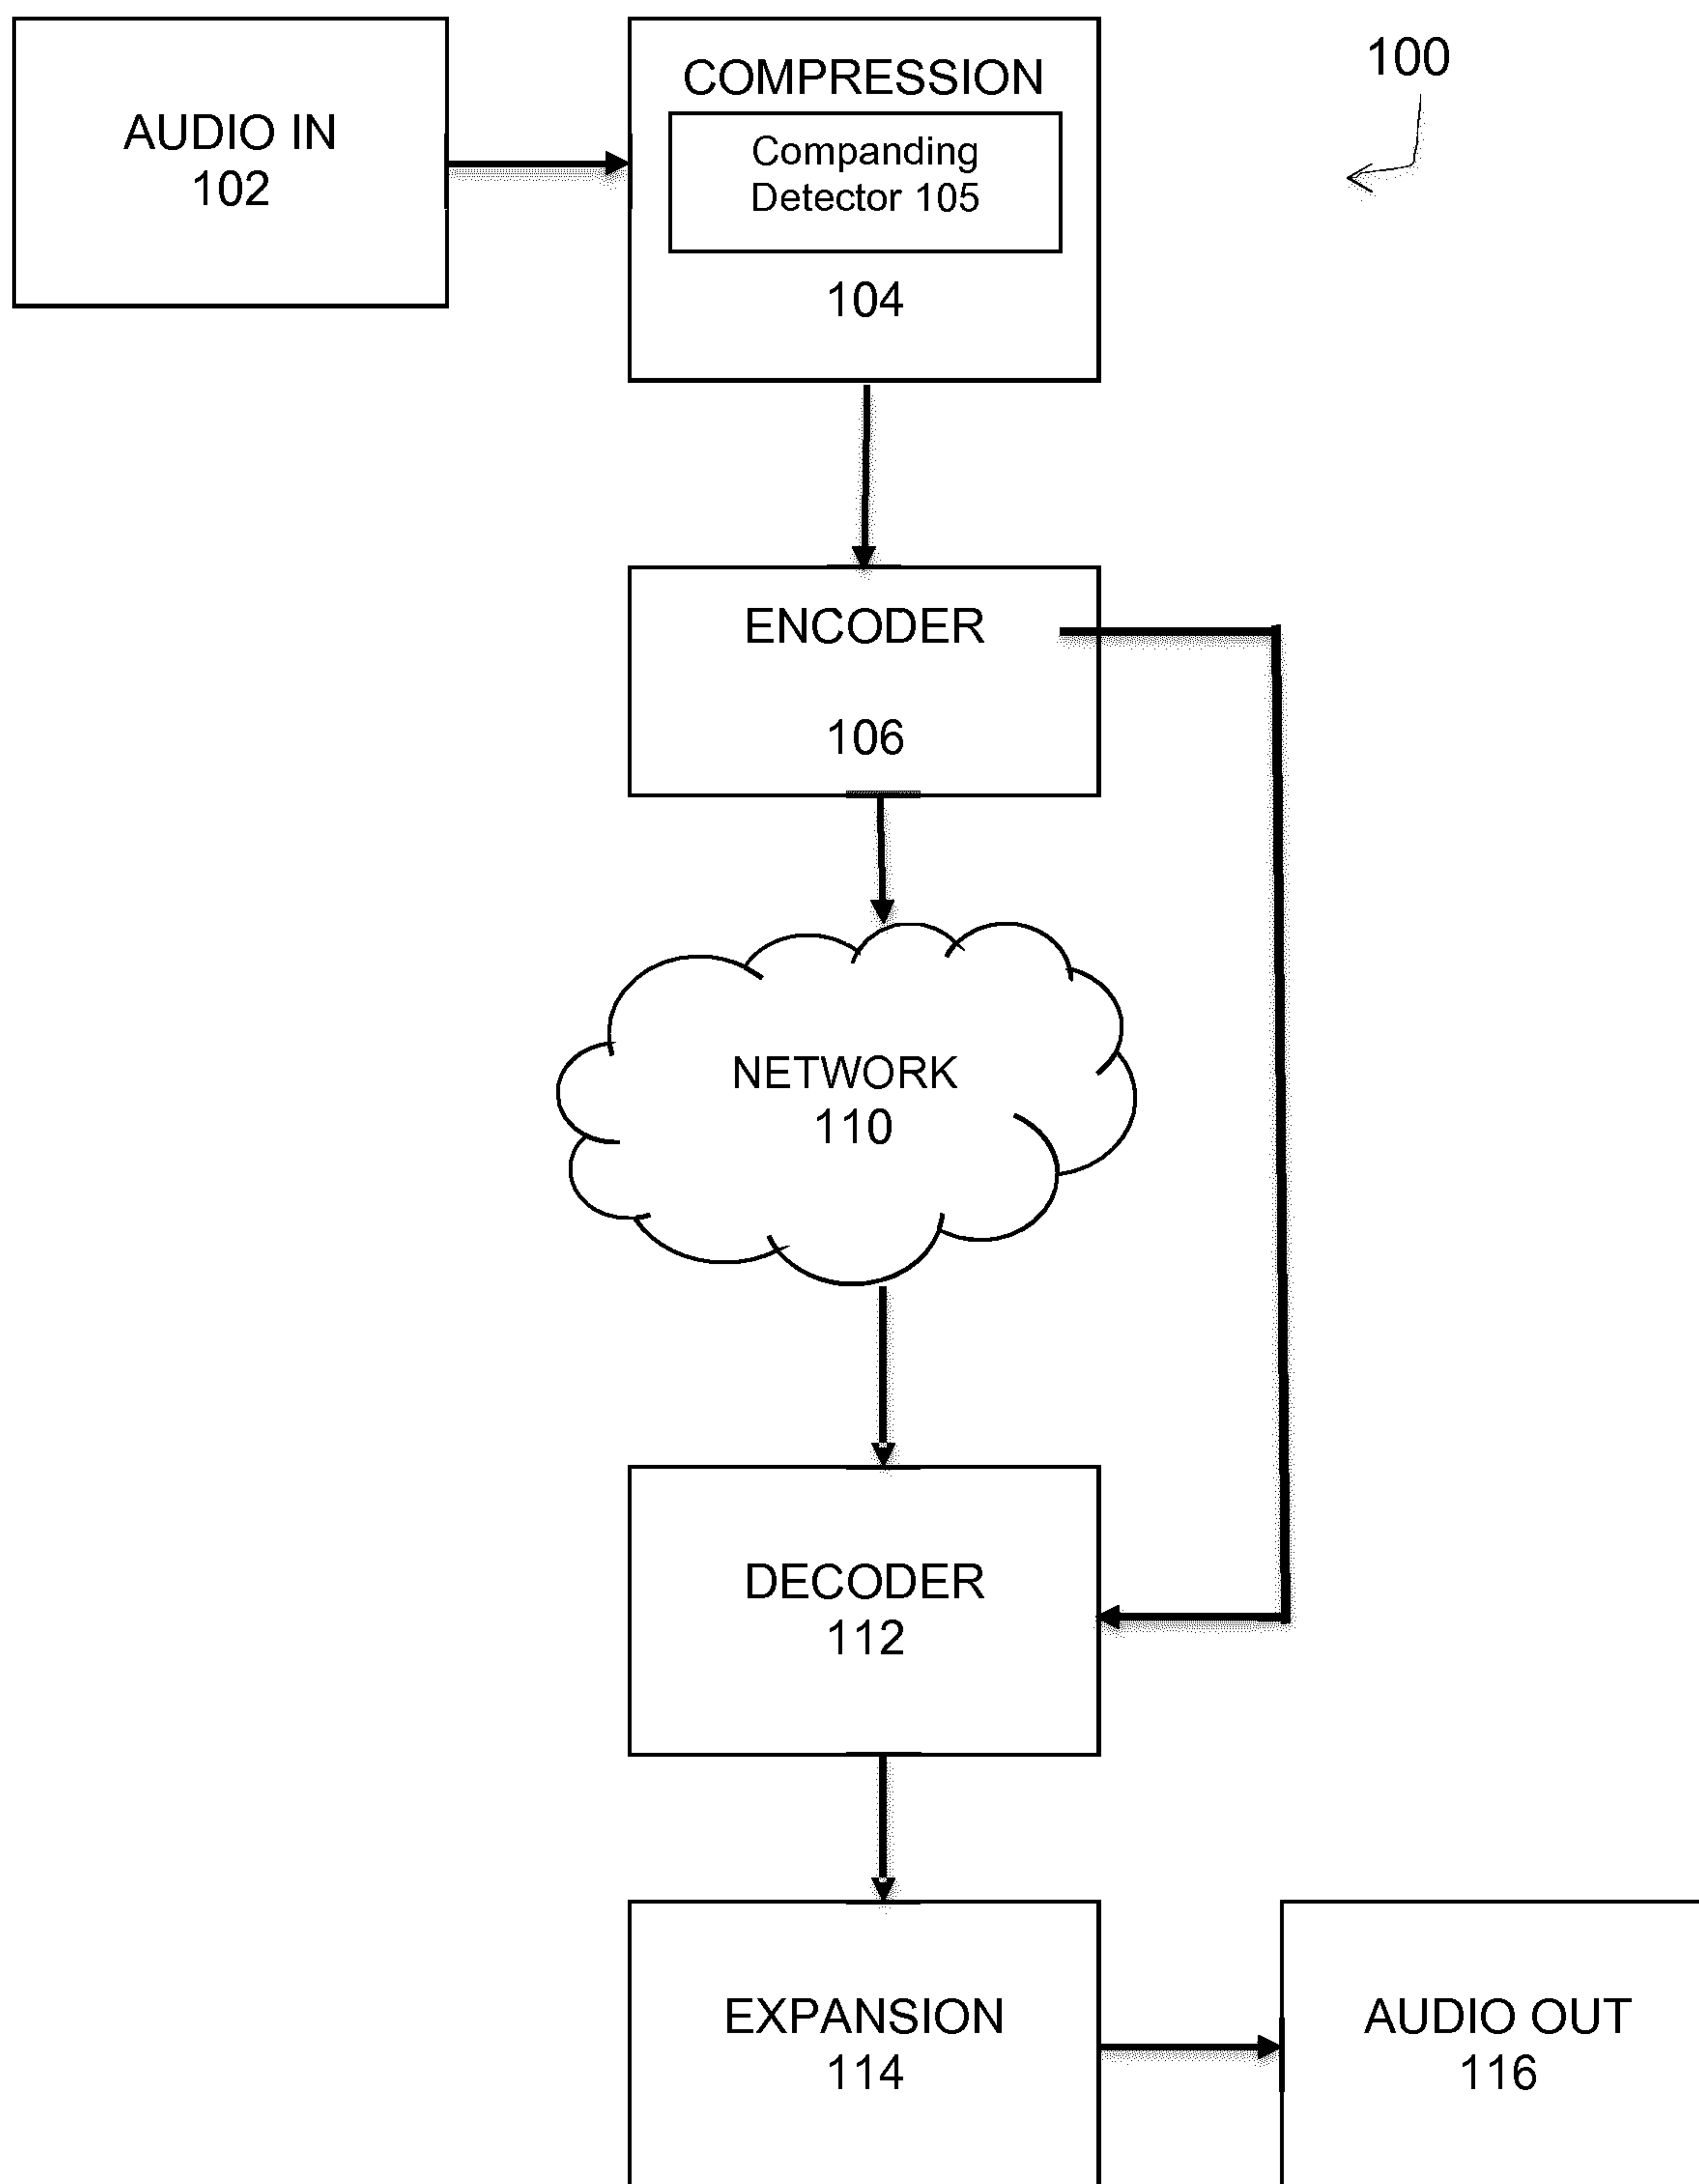 AUDIO IN
102
COMPRESSION
Companding
Detector 105
104
100
ENCODER
106
NETWORK
110
DECODER
112
EXPANSION
114
AUDIO OUT
116